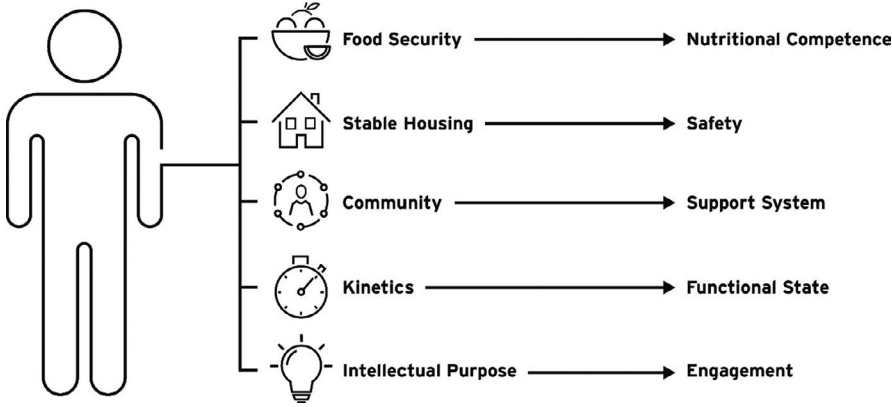 Food Security Nutritional Competence
Stable Housing Safety
Community Support System
Kinetics Functional State
Intellectual Purpose Engagement